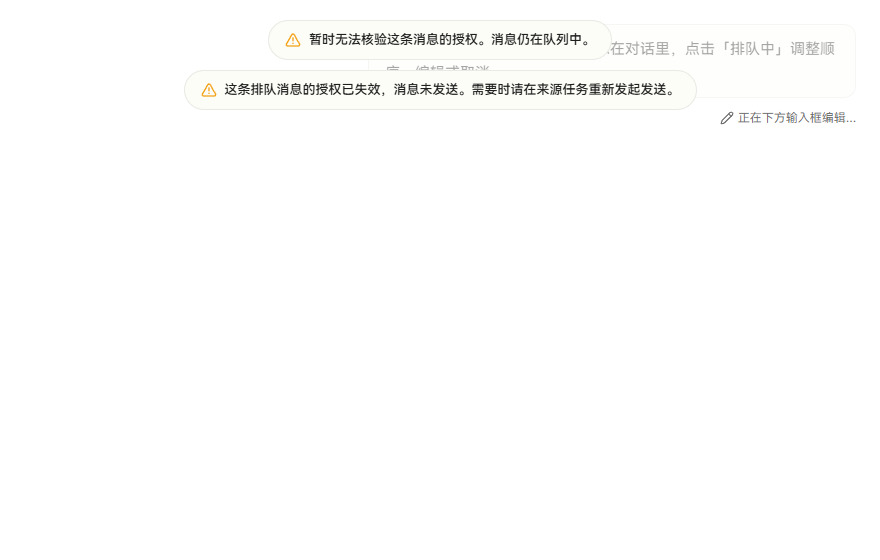 暂时无法核验这条消息的授权。消息仍在队列中。
在对话里，点击「排队中」调整顺
这条排队消息的授权已失效，消息未发送。需要时请在来源任务重新发起发送。
正在下方输入框编辑...